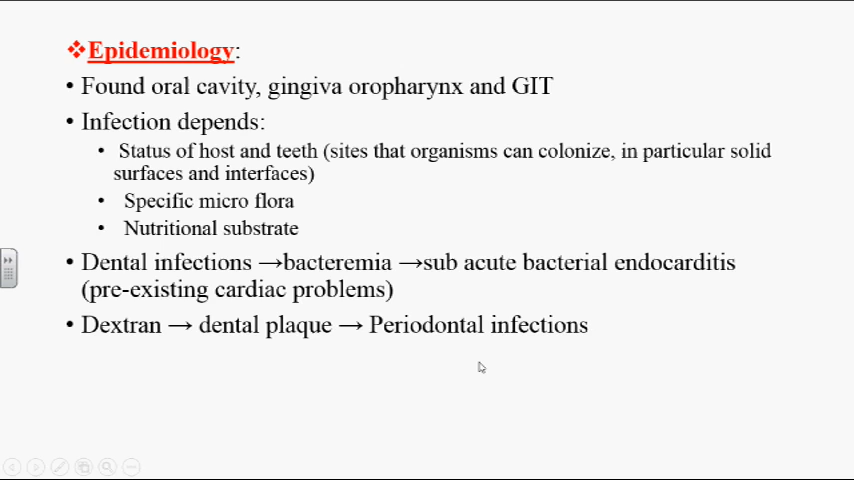 ❖Epidemiology:
• Found oral cavity, gingiva oropharynx and GIT
• Infection depends:
• Status of host and teeth (sites that organisms can colonize, in particular solid
surfaces and interfaces)
• Specific micro flora
• Nutritional substrate
• Dental infections →bacteremia →sub acute bacterial endocarditis
(pre-existing cardiac problems)
• Dextran → dental plaque → Periodontal infections